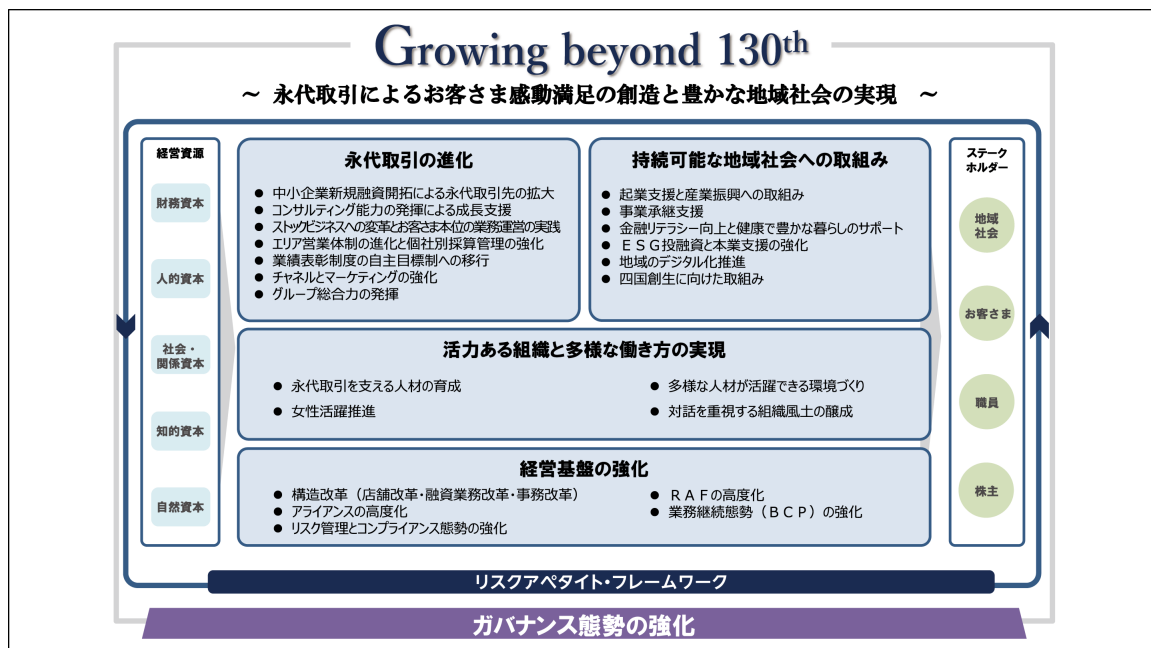 Growing beyond 130th
～ 永代取引によるお客さま感動満足の創造と豊かな地域社会の実現 ～
経営資源
財務資本
人的資本
社会・
関係資本
知的資本
自然資本
永代取引の進化
● 中小企業新規融資開拓による永代取引先の拡大
● コンサルティング能力の発揮による成長支援
● ストックビジネスへの変革とお客さま本位の業務運営の実践
● エリア営業体制の進化と個社別採算管理の強化
● 業績表彰制度の自主目標制への移行
● チャネルとマーケティングの強化
● グループ総合力の発揮
持続可能な地域社会への取組み
● 起業支援と産業振興への取組み
● 事業承継支援
● 金融リテラシー向上と健康で豊かな暮らしのサポート
● ＥＳＧ投融資と本業支援の強化
● 地域のデジタル化推進
● 四国創生に向けた取組み
活力ある組織と多様な働き方の実現
● 永代取引を支える人材の育成
● 女性活躍推進
● 多様な人材が活躍できる環境づくり
● 対話を重視する組織風土の醸成
経営基盤の強化
● 構造改革（店舗改革・融資業務改革・事務改革）
● アライアンスの高度化
● リスク管理とコンプライアンス態勢の強化
● ＲＡＦの高度化
● 業務継続態勢（ＢＣＰ）の強化
ステーク
ホルダー
地域
社会
お客さま
職員
株主
リスクアペタイト・フレームワーク
ガバナンス態勢の強化